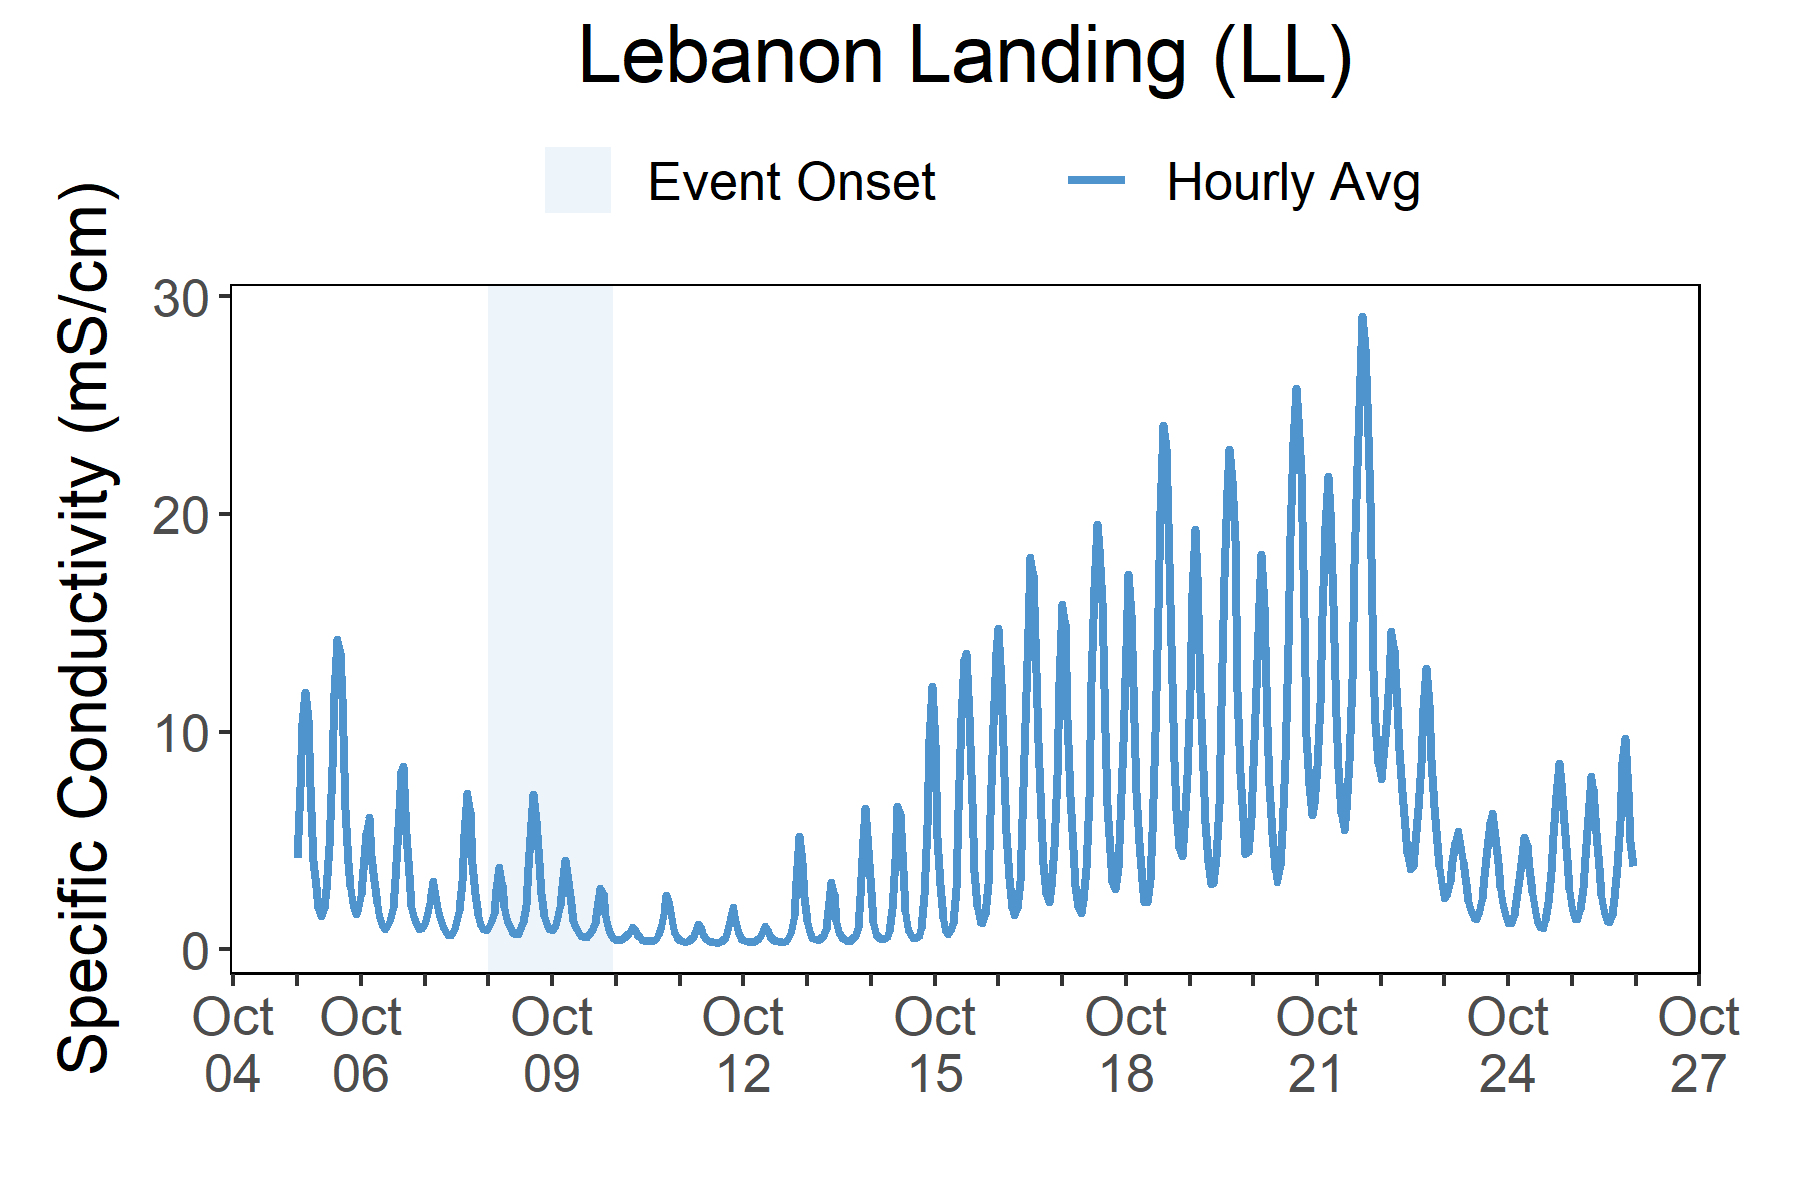 Lebanon Landing (LL)
Event Onset
Hourly Avg
Specific Conductivity (mS/cm)
30
20
10
0
Oct 04
Oct 06
Oct 09
Oct 12
Oct 15
Oct 18
Oct 21
Oct 24
Oct 27